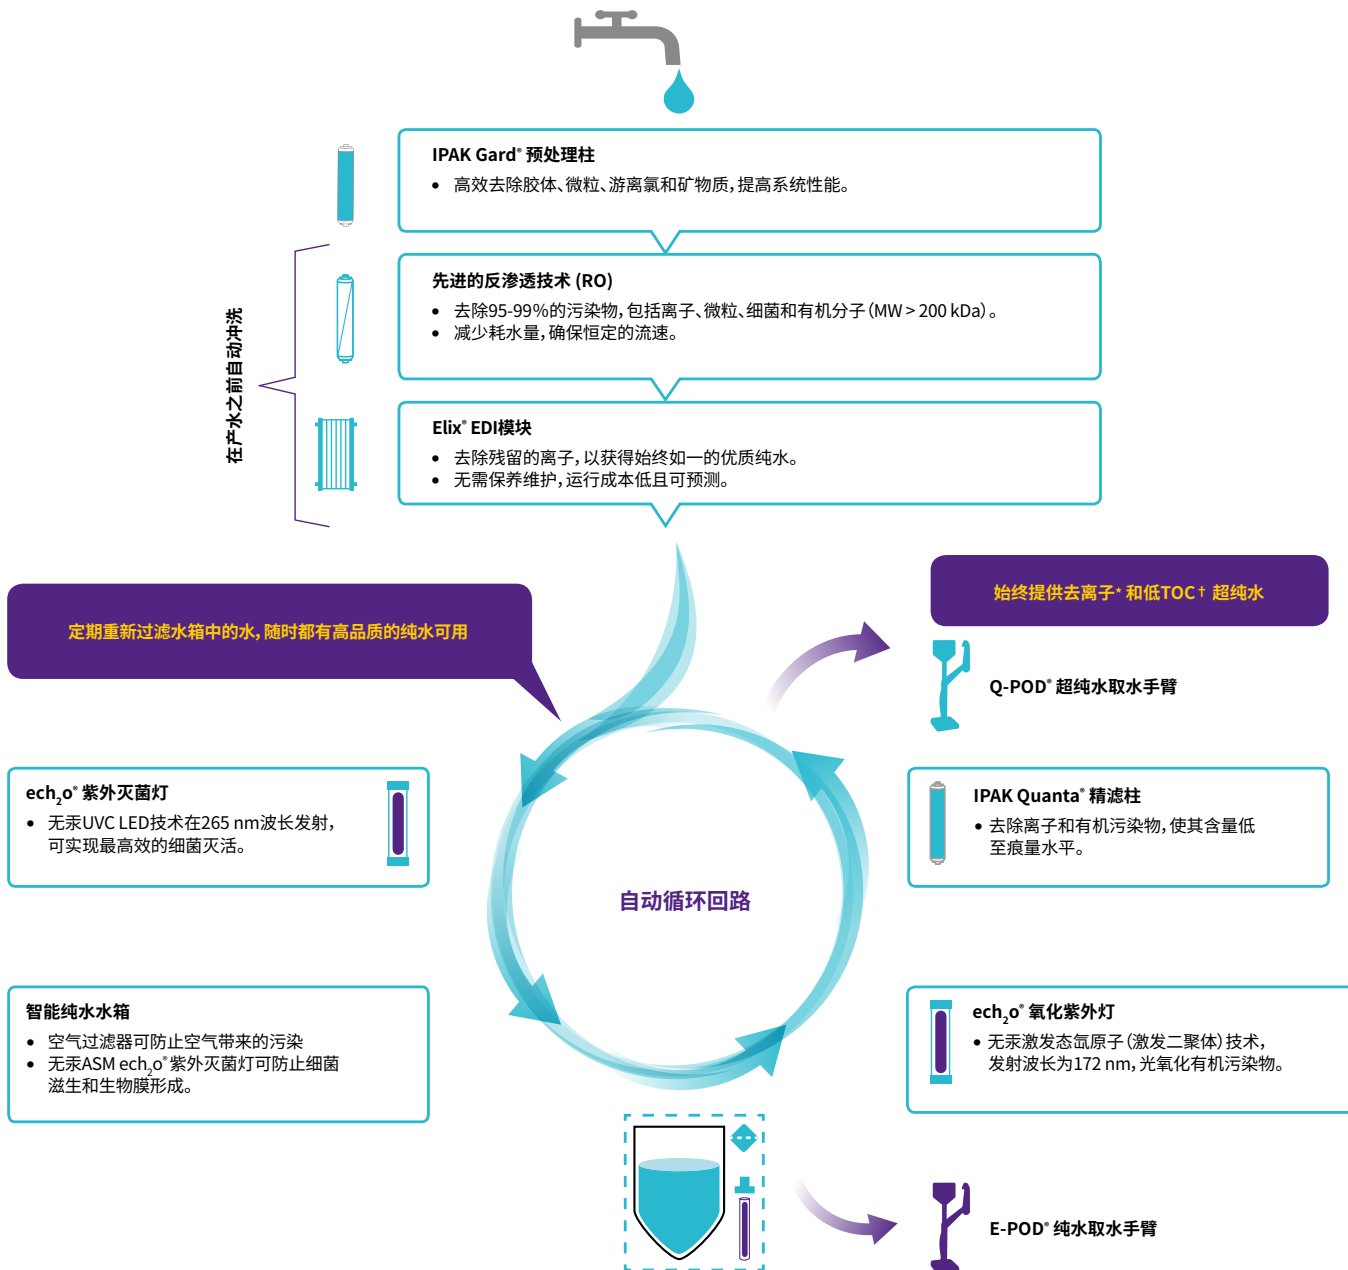 IPAK Gard® 预处理柱
• 高效去除胶体、微粒、游离氯和矿物质，提高系统性能。
在产水之前自动冲洗
先进的反渗透技术 (RO)
• 去除95-99%的污染物，包括离子、微粒、细菌和有机分子（MW > 200 kDa）。
• 减少耗水量，确保恒定的流速。
Elix® EDI模块
• 去除残留的离子，以获得始终如一的优质纯水。
• 无需保养维护，运行成本低且可预测。
定期重新过滤水箱中的水，随时都有高品质的纯水可用
始终提供去离子* 和低TOC† 超纯水
Q-POD® 超纯水取水手臂
ech₂o® 紫外灭菌灯
• 无汞UVC LED技术在265 nm波长发射，
可实现最高效的细菌灭活。
IPAK Quanta® 精滤柱
• 去除离子和有机污染物，使其含量低
至痕量水平。
自动循环回路
智能纯水水箱
• 空气过滤器可防止空气带来的污染
• 无汞ASM ech₂o®紫外灭菌灯可防止细菌
滋生和生物膜形成。
ech₂o® 氧化紫外灯
• 无汞激发态氙原子（激发二聚体）技术，
发射波长为172 nm，光氧化有机污染物。
E-POD® 纯水取水手臂